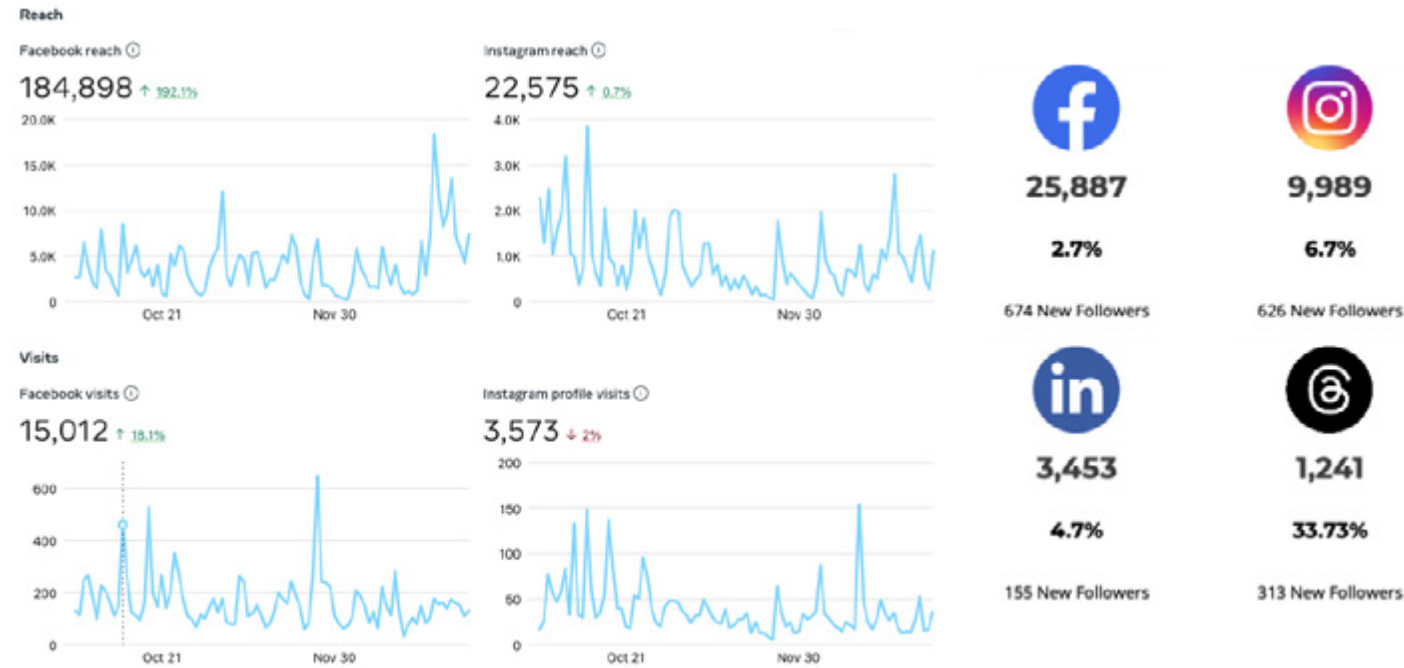 Reach
Facebook reach
184,898 ↑ 192.1%
20.0K
15.0K
10.0K
5.0K
0
Oct 21 Nov 30
Instagram reach
22,575 ↑ 0.7%
4.0K
3.0K
2.0K
1.0K
0
Oct 21 Nov 30
Visits
Facebook visits
15,012 ↑ 18.1%
600
400
200
0
Oct 21 Nov 30
Instagram profile visits
3,573 ↓ 2%
200
150
100
50
0
Oct 21 Nov 30
25,887
2.7%
674 New Followers
9,989
6.7%
626 New Followers
in
3,453
4.7%
155 New Followers
1,241
33.73%
313 New Followers